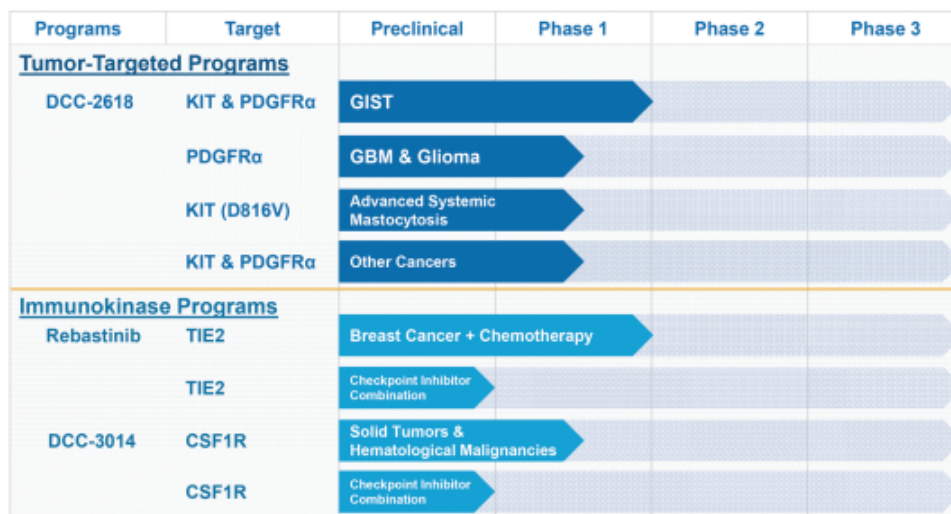 Programs Target Preclinical Phase 1 Phase 2 Phase 3
Tumor-Targeted Programs
DCC-2618 KIT & PDGFRα GIST
PDGFRα GBM & Glioma
KIT (D816V) Advanced Systemic
Mastocytosis
KIT & PDGFRα Other Cancers
Immunokinase Programs
Rebastinib TIE2 Breast Cancer + Chemotherapy
TIE2 Checkpoint Inhibitor
Combination
DCC-3014 CSF1R Solid Tumors &
Hematological Malignancies
CSF1R Checkpoint Inhibitor
Combination